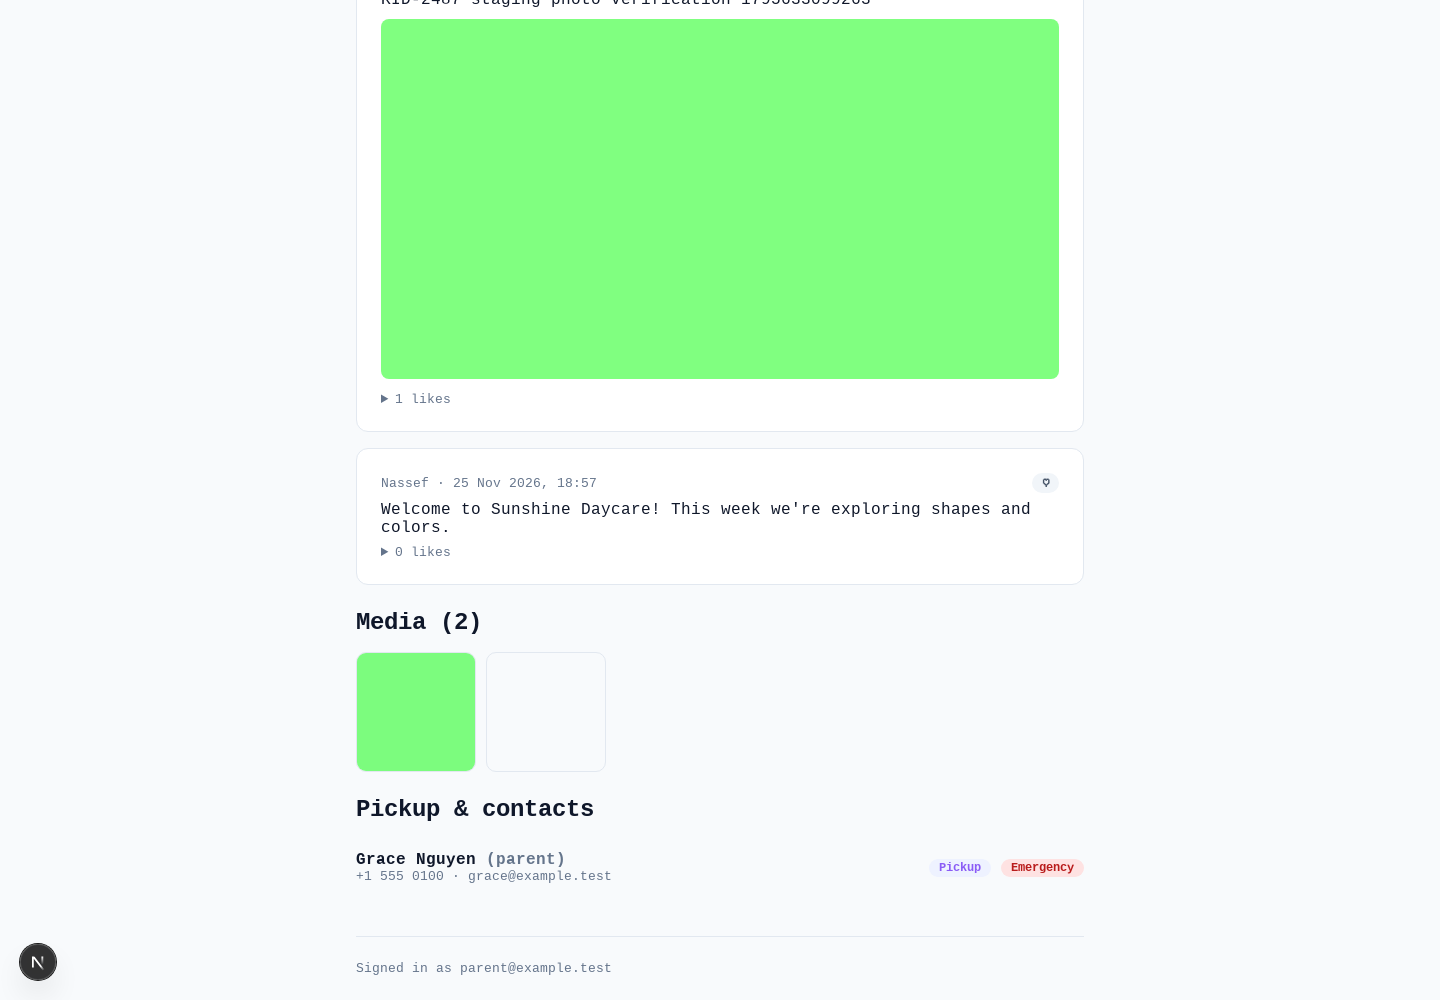 1 likes
Nassef · 25 Nov 2026, 18:57
Welcome to Sunshine Daycare! This week we're exploring shapes and
colors.
0 likes
Media (2)
Pickup & contacts
Grace Nguyen (parent)
Pickup
Emergency
+1 555 0100 · grace@example.test
N
Signed in as parent@example.test